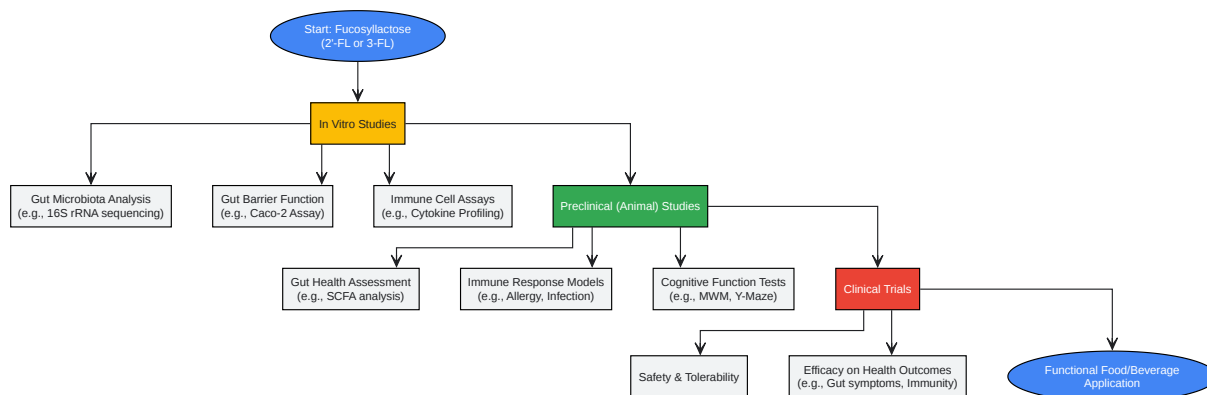 Start: Fucosyllactose
(2'-FL or 3-FL)
In Vitro Studies
Gut Microbiota Analysis
(e.g., 16S rRNA sequencing)
Gut Barrier Function
(e.g., Caco-2 Assay)
Immune Cell Assays
(e.g., Cytokine Profiling)
Preclinical (Animal) Studies
Gut Health Assessment
(e.g., SCFA analysis)
Immune Response Models
(e.g., Allergy, Infection)
Cognitive Function Tests
(e.g., MWM, Y-Maze)
Clinical Trials
Safety & Tolerability
Efficacy on Health Outcomes
(e.g., Gut symptoms, Immunity)
Functional Food/Beverage
Application